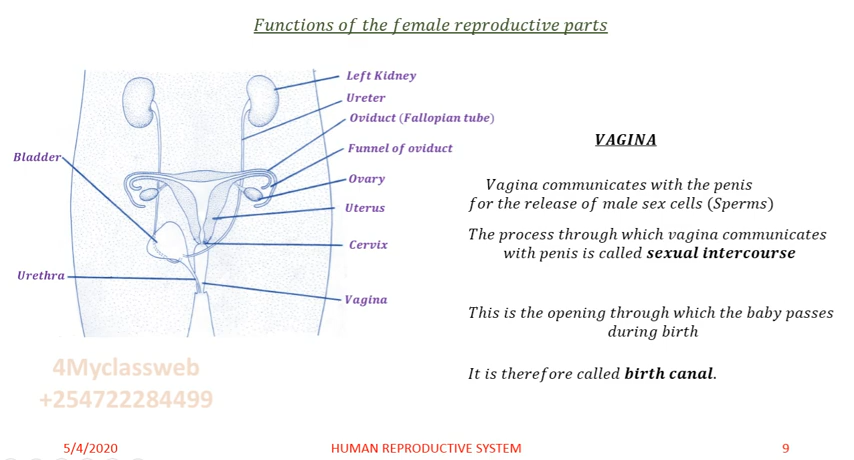 Functions of the female reproductive parts
Left Kidney
Ureter
Oviduct (Fallopian tube)
Funnel of oviduct
Ovary
Uterus
Cervix
Vagina
Bladder
Urethra
VAGINA
Vagina communicates with the penis
for the release of male sex cells (Sperms)
The process through which vagina communicates
with penis is called sexual intercourse
This is the opening through which the baby passes
during birth
It is therefore called birth canal.
4Myclassweb
+254722284499
5/4/2020
HUMAN REPRODUCTIVE SYSTEM
9